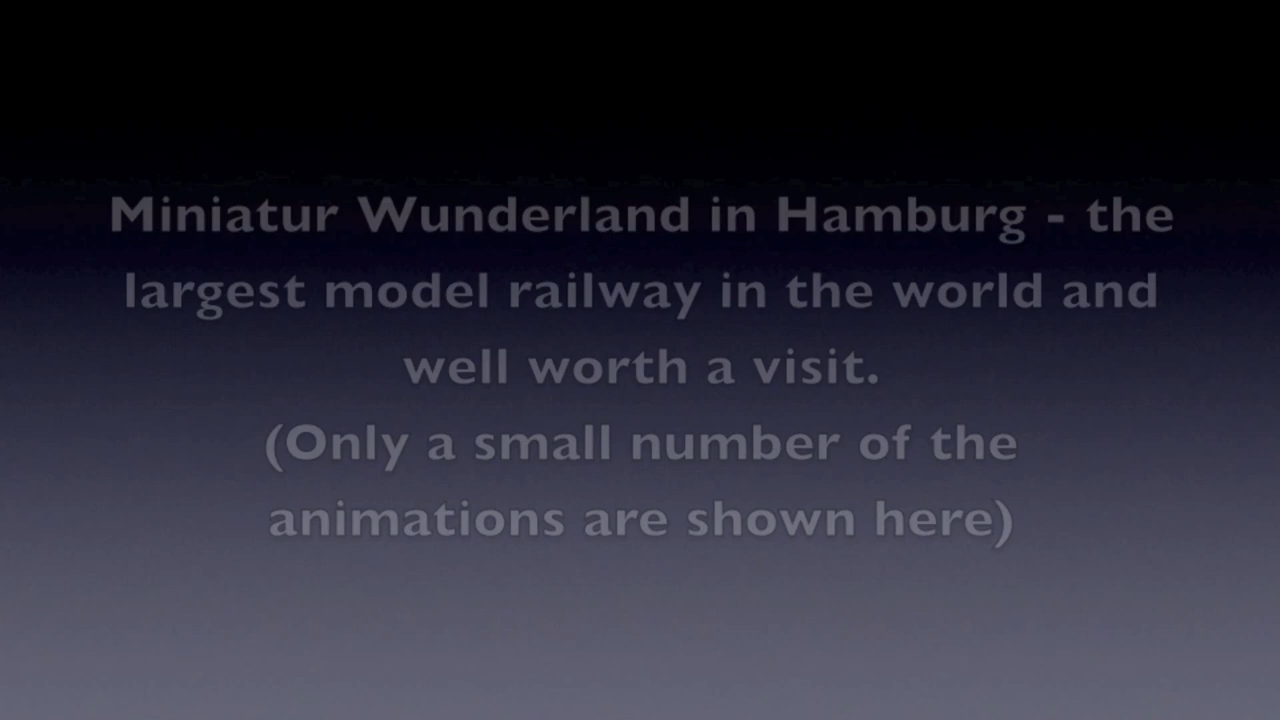 Miniatur Wunderland in Hamburg - the
largest model railway in the world and
well worth a visit.
(Only a small number of the
animations are shown here)